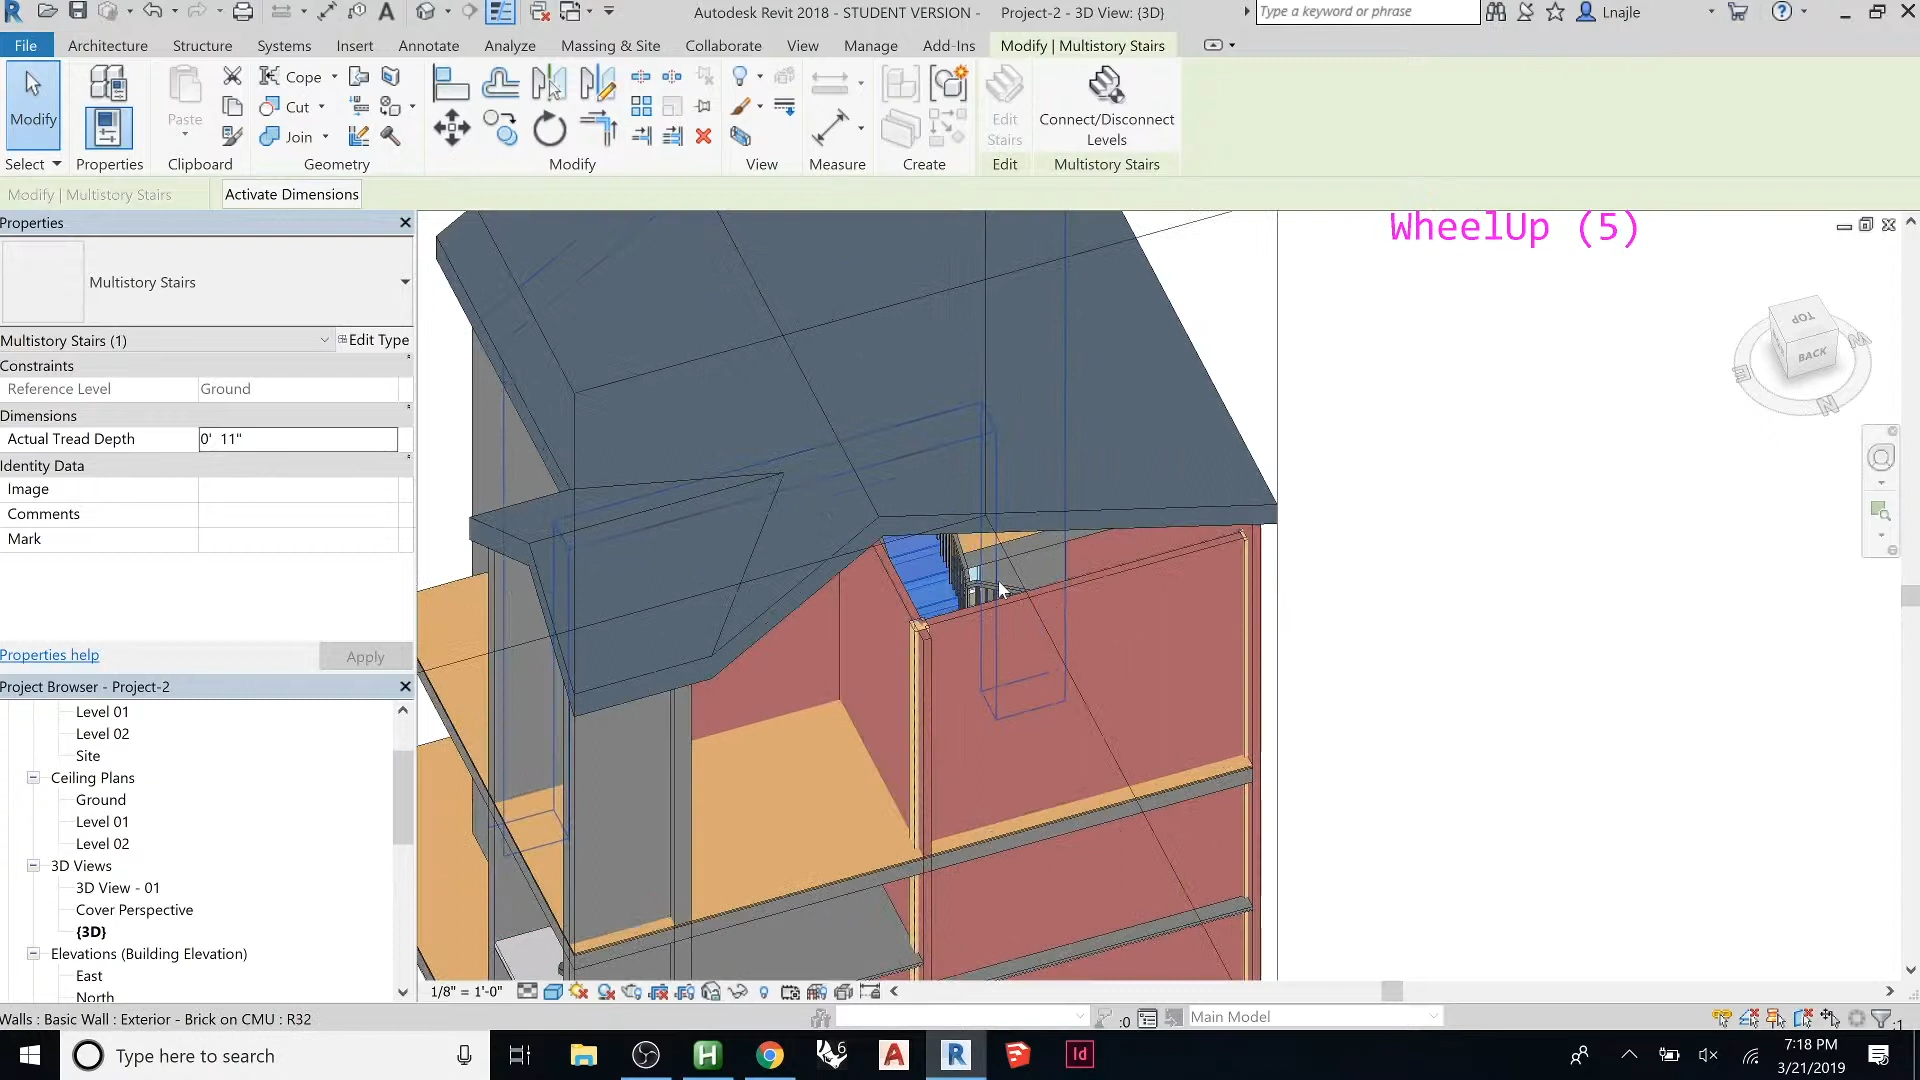 Autodesk Revit 2018 - STUDENT VERSION -     Project-2 - 3D View: {3D}
Type a keyword or phrase
Lnajle
File
Architecture
Structure
Systems
Insert
Annotate
Analyze
Massing & Site
Collaborate
View
Manage
Add-Ins
Modify | Multistory Stairs
Modify
Paste
Cope
Cut
Join
Edit
Stairs
Connect/Disconnect
Levels
Select
Properties
Clipboard
Geometry
Modify
View
Measure
Create
Edit
Multistory Stairs
Modify | Multistory Stairs
Activate Dimensions
Properties
WheelUp (5)
Multistory Stairs
Multistory Stairs (1)
Edit Type
Constraints
Reference Level
Ground
Dimensions
Actual Tread Depth
0'  11"
Identity Data
Image
Comments
Mark
TOP
BACK
Properties help
Apply
Project Browser - Project-2
Level 01
Level 02
Site
Ceiling Plans
Ground
Level 01
Level 02
3D Views
3D View - 01
Cover Perspective
{3D}
Elevations (Building Elevation)
East
North
1/8" = 1'-0"
Walls : Basic Wall : Exterior - Brick on CMU : R32
:0
Main Model
:1
Type here to search
6
A
R
Id
7:18 PM
3/21/2019